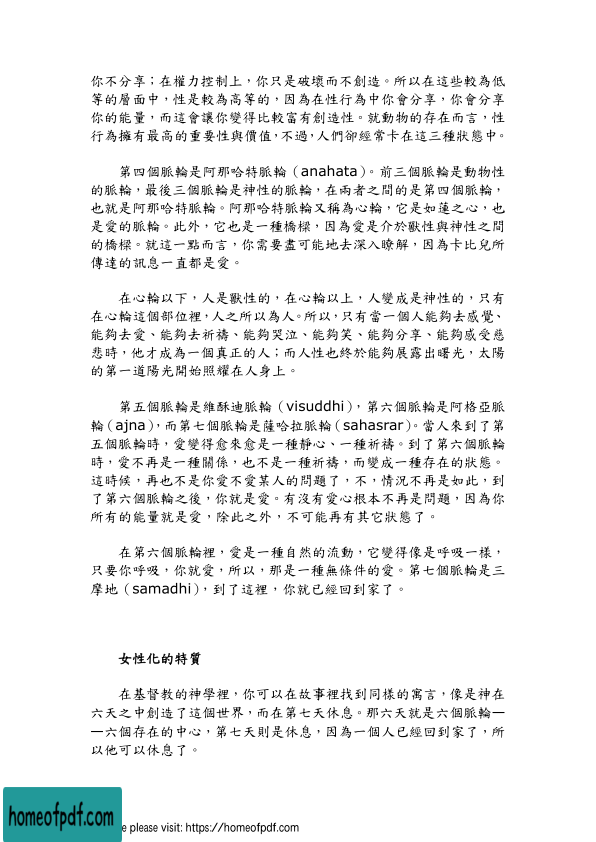 你不分享；在權力控制上，你只是破壞而不創造。所以在這些較為低
等的層面中，性是較為高等的，因為在性行為中你會分享，你會分享
你的能量，而這會讓你變得比較富有創造性。就動物的存在而言，性
行為擁有最高的重要性與價值，不過，人們卻經常卡在這三種狀態中。
第四個脈輪是阿那哈特脈輪（anahata）。前三個脈輪是動物性
的脈輪，最後三個脈輪是神性的脈輪，在兩者之間的是第四個脈輪，
也就是阿那哈特脈輪。阿那哈特脈輪又稱為心輪，它是如蓮之心，也
是愛的脈輪。此外，它也是一種橋樑，因為愛是介於獸性與神性之間
的橋樑。就這一點而言，你需要盡可能地去深入瞭解，因為卡比兒所
傳達的訊息一直都是愛。
在心輪以下，人是獸性的，在心輪以上，人變成是神性的，只有
在心輪這個部位裡，人之所以為人。所以，只有當一個人能夠去感覺、
能夠去愛、能夠去祈禱、能夠哭泣、能夠笑、能夠分享、能夠感受慈
悲時，他才成為一個真正的人；而人性也終於能夠展露出曙光，太陽
的第一道陽光開始照耀在人身上。
第五個脈輪是維酥迪脈輪（visuddhi），第六個脈輪是阿格亞脈
輪（ajna），而第七個脈輪是薩哈拉脈輪（sahasrar）。當人來到了第
五個脈輪時，愛變得愈來愈是一種靜心、一種祈禱。到了第六個脈輪
時，愛不再是一種關係，也不是一種祈禱，而變成一種存在的狀態。
這時候，再也不是你愛不愛某人的問題了，不，情況不再是如此，到
了第六個脈輪之後，你就是愛。有沒有愛心根本不再是問題，因為你
所有的能量就是愛，除此之外，不可能再有其它狀態了。
在第六個脈輪裡，愛是一種自然的流動，它變得像是呼吸一樣，
只要你呼吸，你就愛，所以，那是一種無條件的愛。第七個脈輪是三
摩地（samadhi），到了這裡，你就已經回到家了。
女性化的特質
在基督教的神學裡，你可以在故事裡找到同樣的寓言，像是神在
六天之中創造了這個世界，而在第七天休息。那六天就是六個脈輪—
—六個存在的中心，第七天則是休息，因為一個人已經回到家了，所
以他可以休息了。
homeofpdf.com
e please visit: https://homeofpdf.com